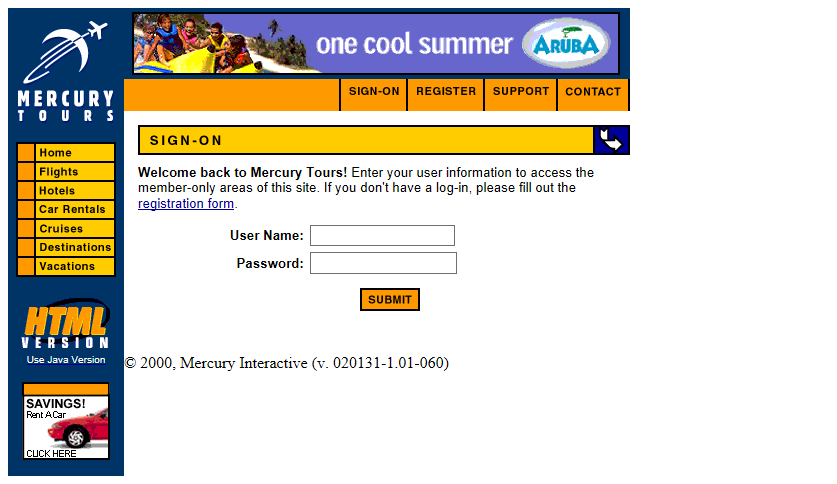 MERCURY
TOURS
one cool summer ARUBA
SIGN-ON REGISTER SUPPORT CONTACT
Home
Flights
Hotels
Car Rentals
Cruises
Destinations
Vacations
HTML
VERSION
Use Java Version
SAVINGS!
Rent A Car
CLICK HERE
SIGN-ON
Welcome back to Mercury Tours! Enter your user information to access the
member-only areas of this site. If you don't have a log-in, please fill out the
registration form.
User Name:
Password:
SUBMIT
© 2000, Mercury Interactive (v. 020131-1.01-060)